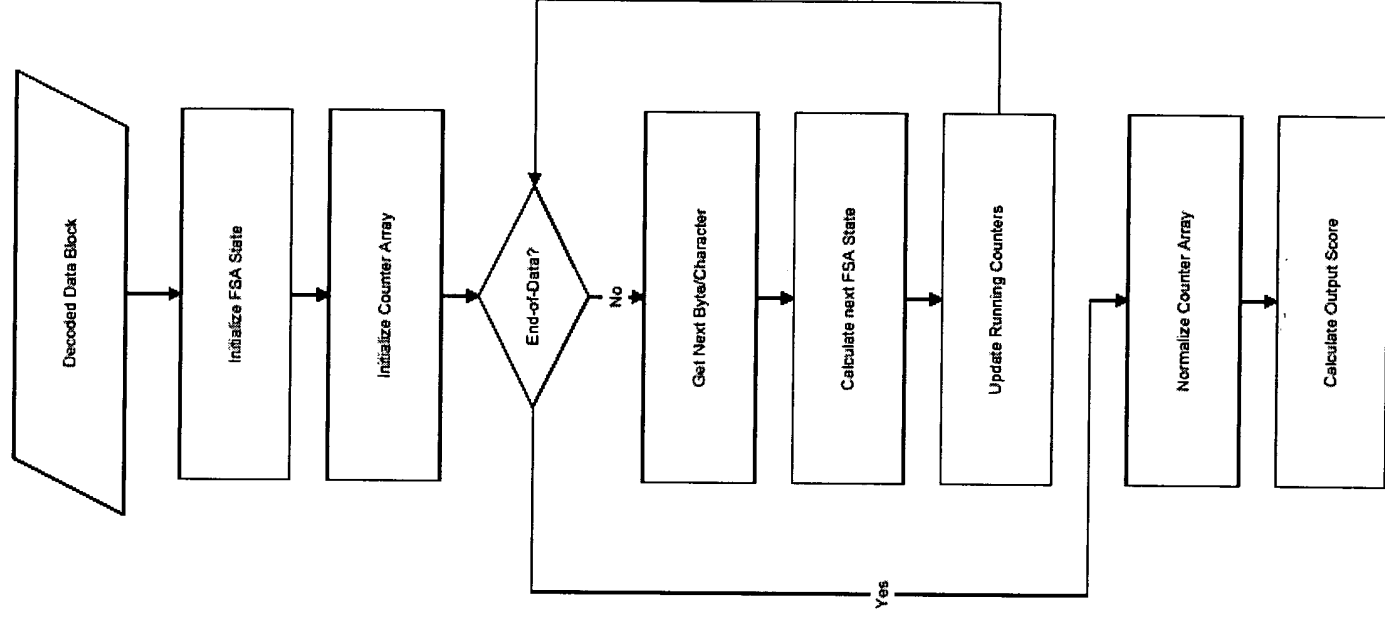 Decoded Data Block
Initialize FSA State
Initialize Counter Array
End-of-Data?
No
Get Next Byte/Character
Calculate next FSA State
Update Running Counters
Yes
Normalize Counter Array
Calculate Output Score